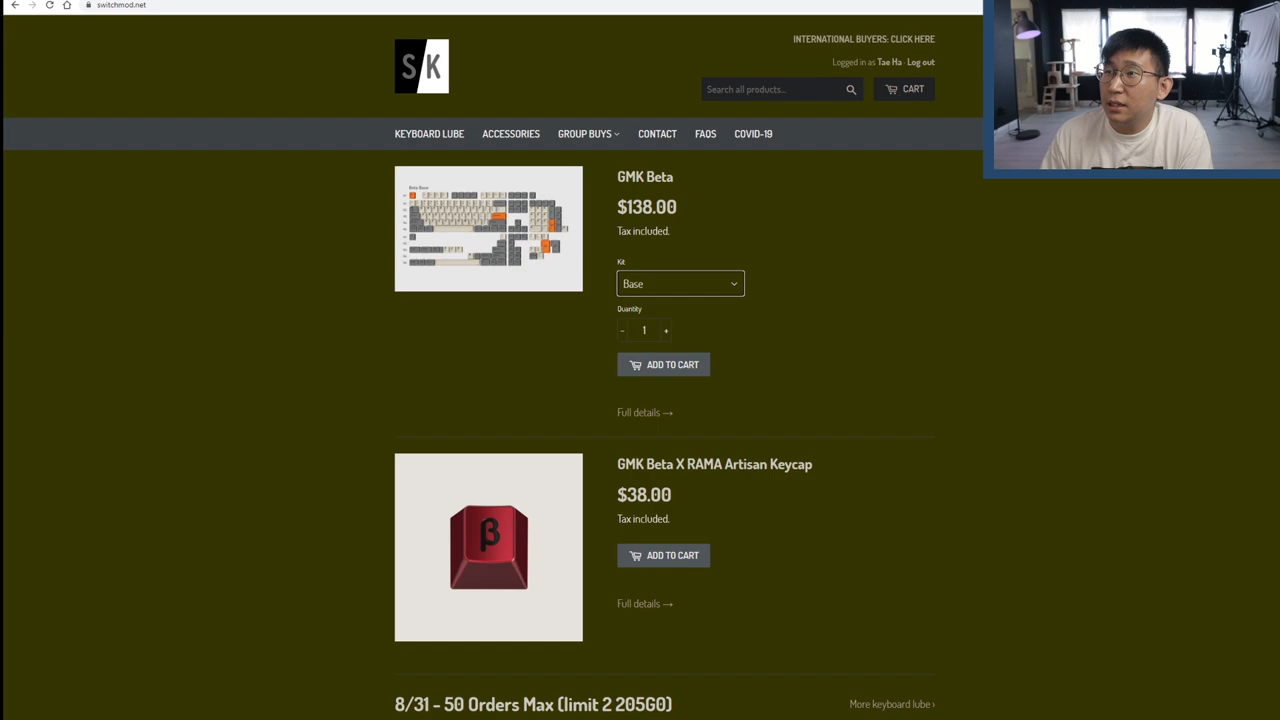 switchmod.net
INTERNATIONAL BUYERS: CLICK HERE
Logged in as Tae Ha · Log out
SK
Search all products...
CART
KEYBOARD LUBE ACCESSORIES GROUP BUYS CONTACT FAQS COVID-19
GMK Beta
$138.00
Tax included.
Kit
Base
Quantity
- 1 +
ADD TO CART
Full details →
GMK Beta X RAMA Artisan Keycap
$38.00
Tax included.
β
ADD TO CART
Full details →
8/31 - 50 Orders Max (limit 2 205G0)
More keyboard lube ›